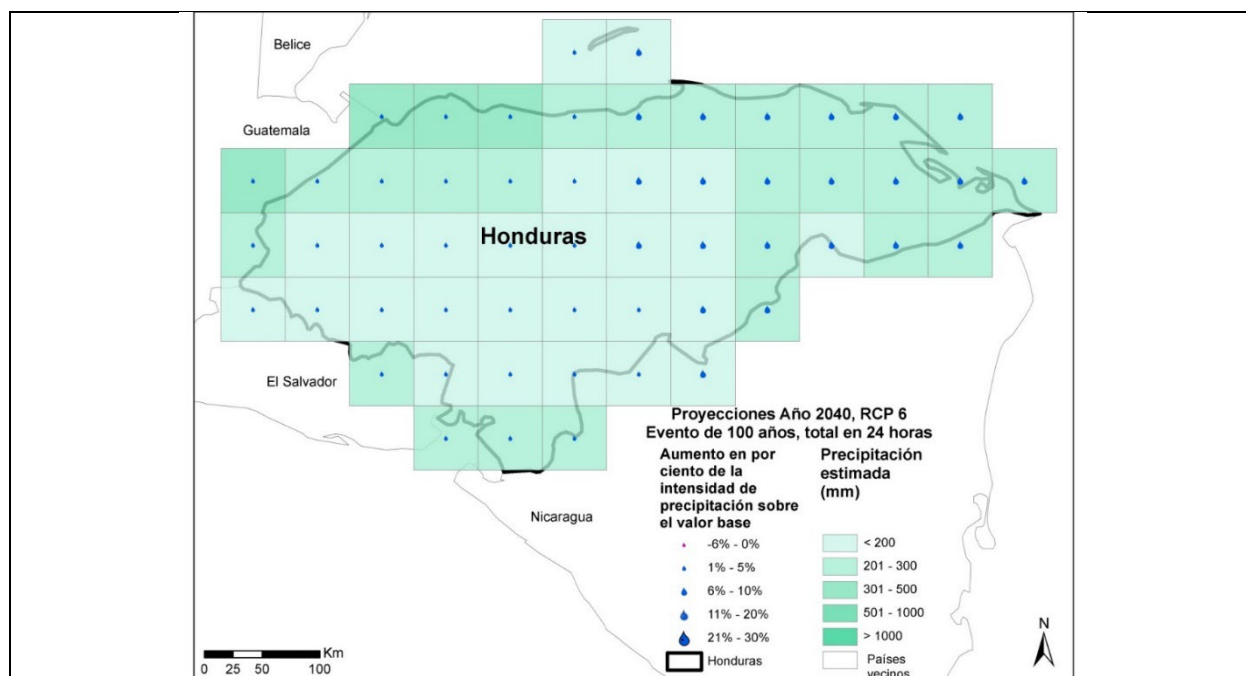 Belice
Guatemala
Honduras
El Salvador
Nicaragua
Proyecciones Año 2040, RCP 6
Evento de 100 años, total en 24 horas
Aumento en por
ciento de la
intensidad de
precipitación sobre
el valor base
-6% - 0%
1% - 5%
6% - 10%
11% - 20%
21% - 30%
Honduras
Precipitación
estimada
(mm)
< 200
201 - 300
301 - 500
501 - 1000
> 1000
Países
vecinos
Km
0 25 50 100
N